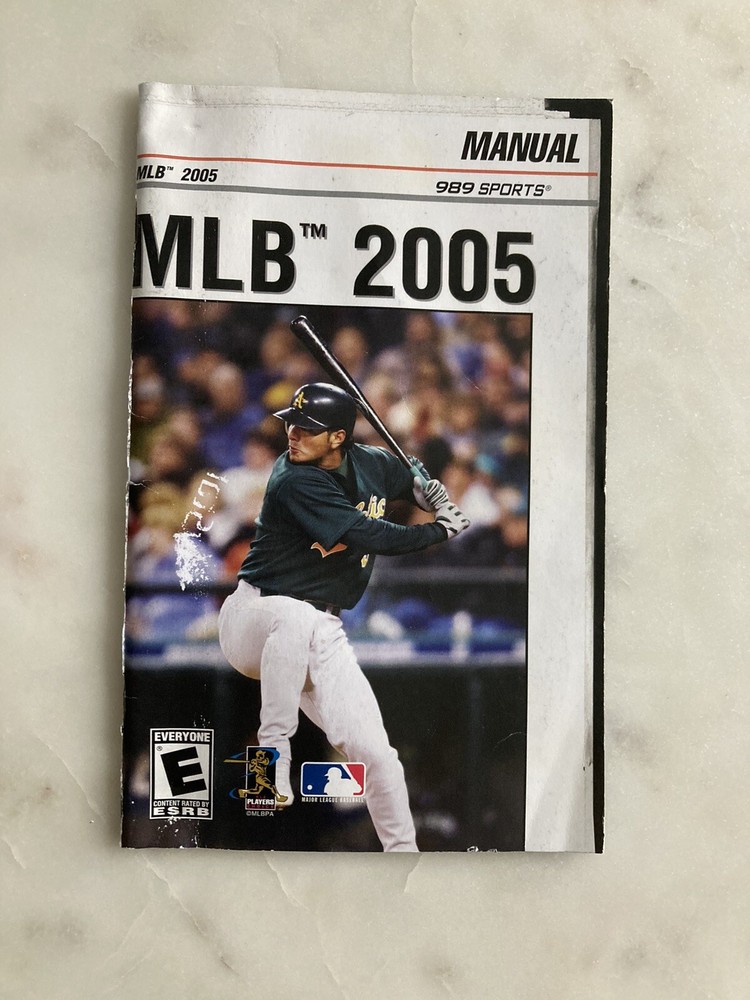 MANUAL
MLB™ 2005
989 SPORTS®
MLB™ 2005
A
EVERYONE
E
®
CONTENT RATED BY
ESRB
PLAYERS
©MLBPA
MAJOR LEAGUE BASEBALL